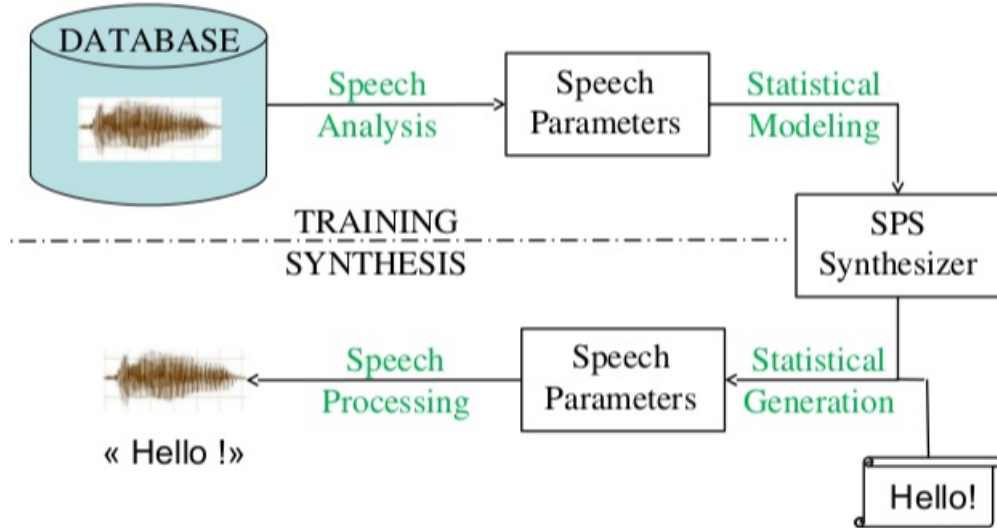 DATABASE
Speech
Analysis
Speech
Parameters
Statistical
Modeling
TRAINING
SYNTHESIS
SPS
Synthesizer
Speech
Processing
Speech
Parameters
Statistical
Generation
« Hello !»
Hello!